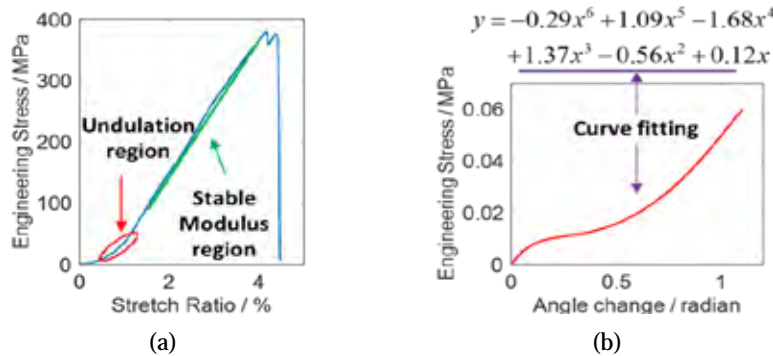 400
300
200
100
0
0
2
4
Engineering Stress / MPa
Stretch Ratio / %
Undulation
region
Stable
Modulus
region
(a)
y = −0.29x⁶ +1.09x⁵ −1.68x⁴
+1.37x³ −0.56x² +0.12x
0.06
0.04
0.02
0
0
0.5
1
Engineering Stress / MPa
Angle change / radian
Curve fitting
(b)